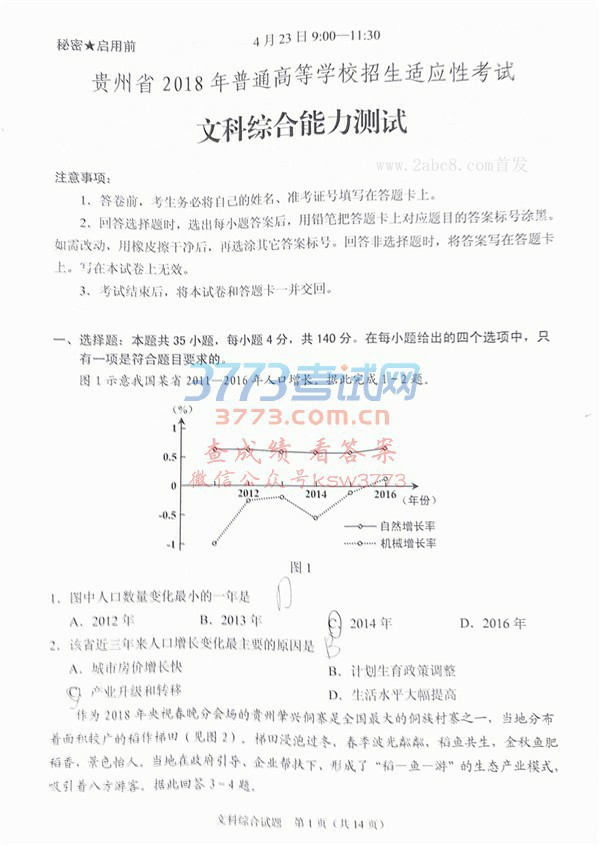 秘密★启用前
4月23日9:00—11:30
贵州省2018年普通高等学校招生适应性考试
文科综合能力测试
www.2abc8.com首发
注意事项：
1、答卷前，考生务必将自己的姓名、准考证号填写在答题卡上。
2、回答选择题时，选出每小题答案后，用铅笔把答题卡上对应题目的答案标号涂黑。
如需改动，用橡皮擦干净后，再选涂其它答案标号。回答非选择题时，将答案写在答题卡
上。写在本试卷上无效。
3、考试结束后，将本试卷和答题卡一并交回。
一、选择题：本题共35小题，每小题4分，共140分。在每小题给出的四个选项中，只
有一项是符合题目要求的。
图1示意我国某省2011—2016年人口增长。据此完成1~2题。
3773考试网
3773.com.cn
查成绩 看答案
微信公众号ksw3773
(%)
1
0.5
0
-0.5
-1
2012
2014
2016
(年份)
自然增长率
机械增长率
图1
1、图中人口数量变化最小的一年是
D
A、2012年 B、2013年 C、2014年 D、2016年
2、该省近三年来人口增长变化最主要的原因是
B
A、城市房价增长快 B、计划生育政策调整
C、产业升级和转移 D、生活水平大幅提高
作为2018年央视春晚分会场的贵州肇兴侗寨是全国最大的侗族村寨之一，当地分布
着面积较广的稻作梯田（见图2）。梯田浸泡过冬、春季波光粼粼，稻鱼共生，金秋鱼肥
稻香，景色怡人。当地在政府引导、企业帮扶下，形成了“稻—鱼—游”的生态产业模式，
吸引着八方游客。据此回答3~4题。
文科综合试题 第1页（共14页）